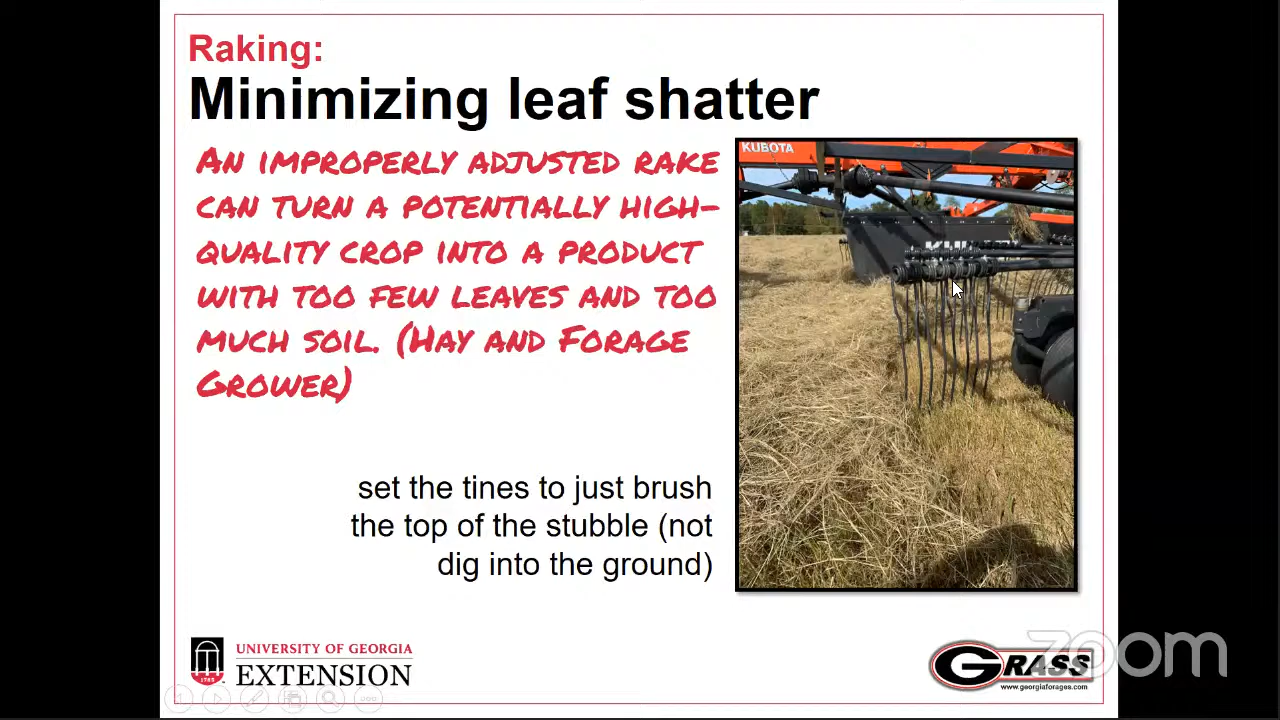 Raking:
Minimizing leaf shatter
An improperly adjusted rake
can turn a potentially high-
quality crop into a product
with too few leaves and too
much soil. (Hay and Forage
Grower)
KUBOTA
set the tines to just brush
the top of the stubble (not
dig into the ground)
1785
UNIVERSITY OF GEORGIA
EXTENSION
GRASS
www.georgiaforages.com
zoom